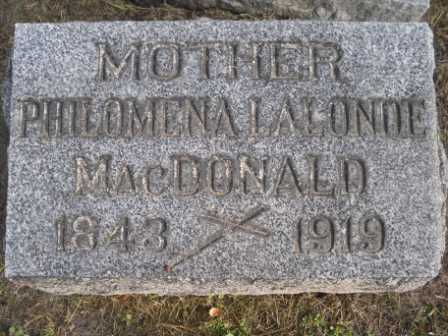 MOTHER
PHILOMENA LALONDE
MACDONALD
1843 1919